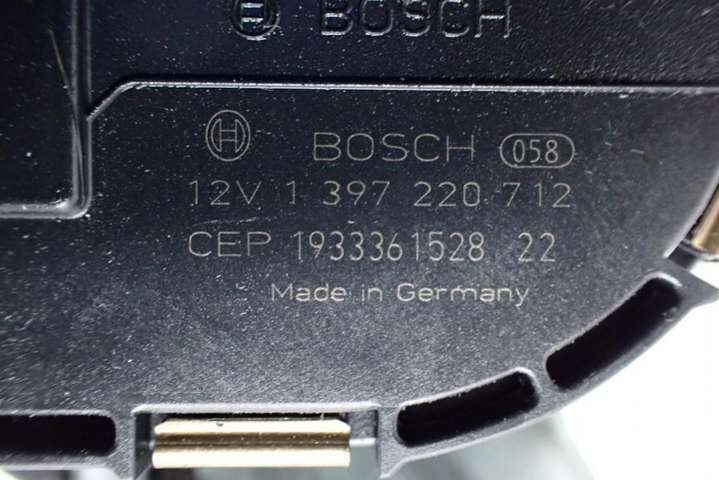 BOSCH
BOSCH 058
12V 1 397 220 712
CEP 1933361528 22
Made in Germany